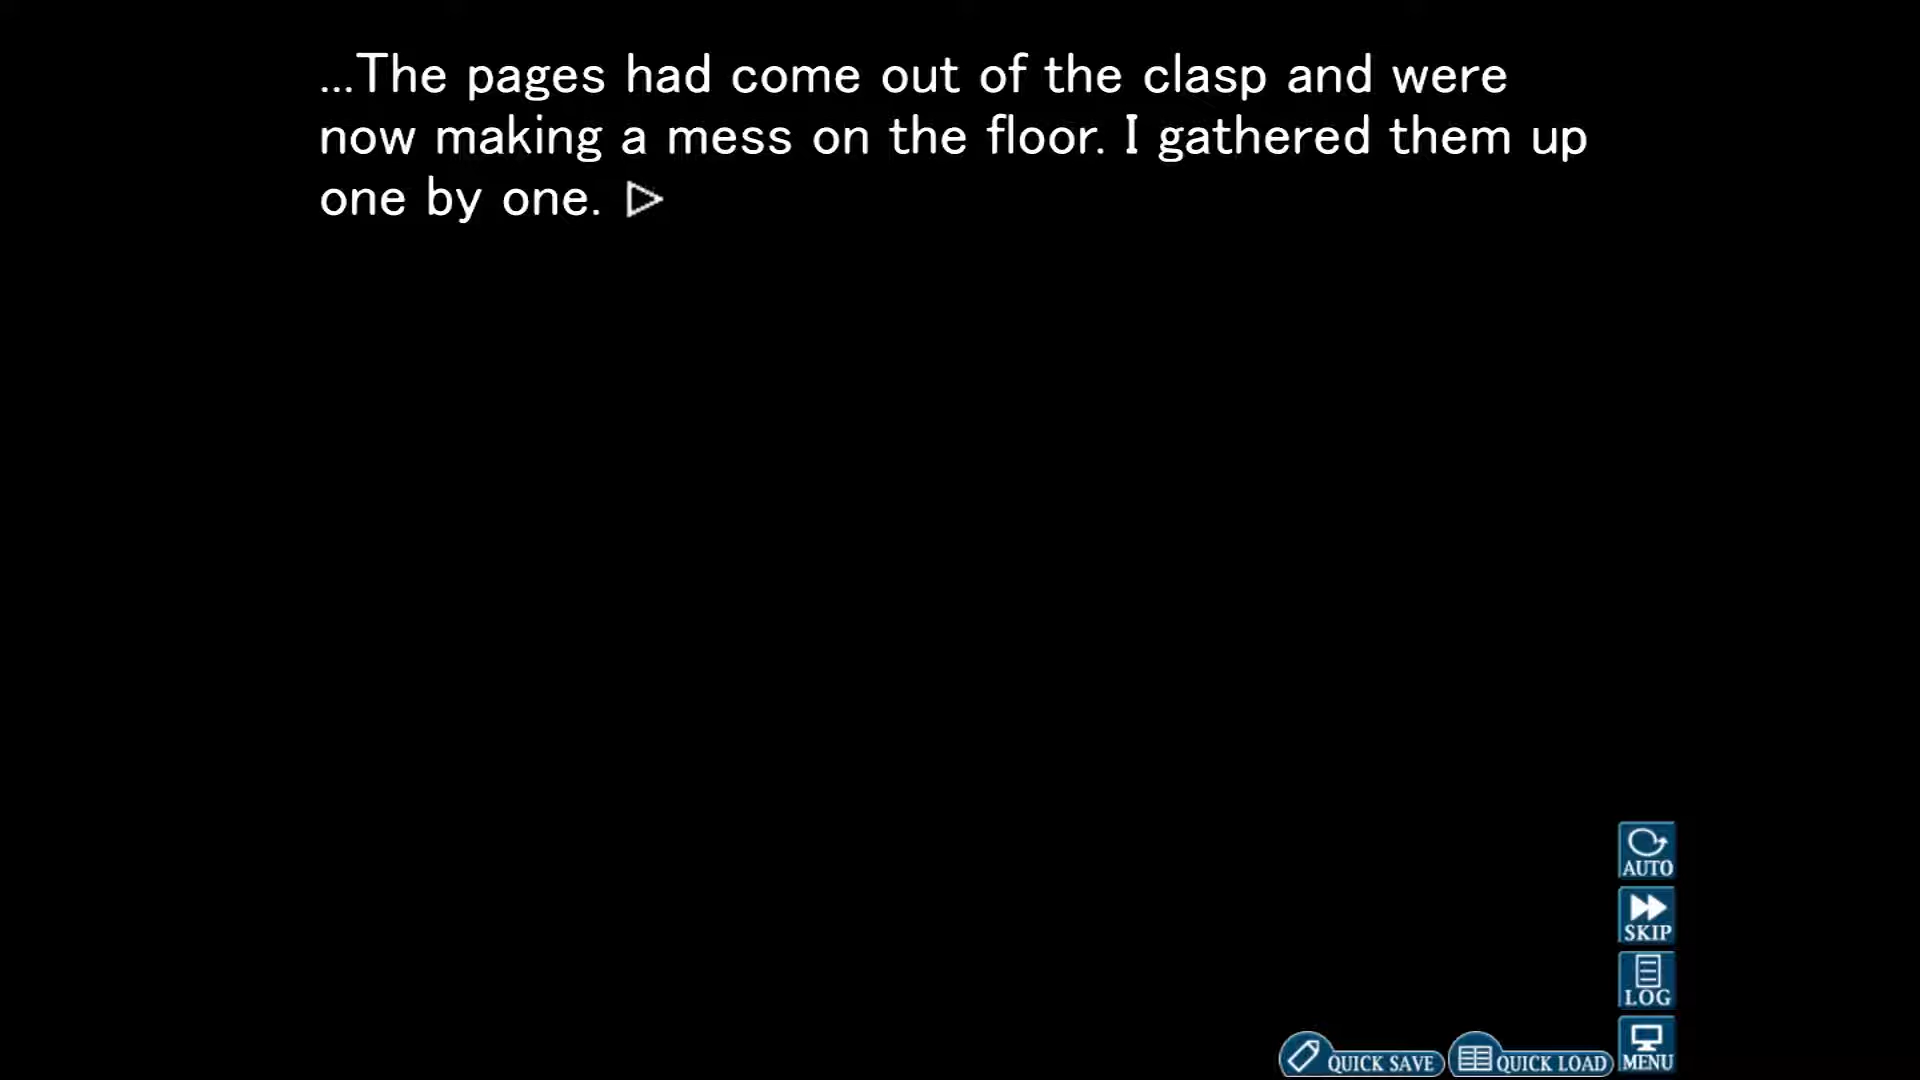 ...The pages had come out of the clasp and were
now making a mess on the floor. I gathered them up
one by one.
AUTO
SKIP
LOG
MENU
QUICK SAVE
QUICK LOAD